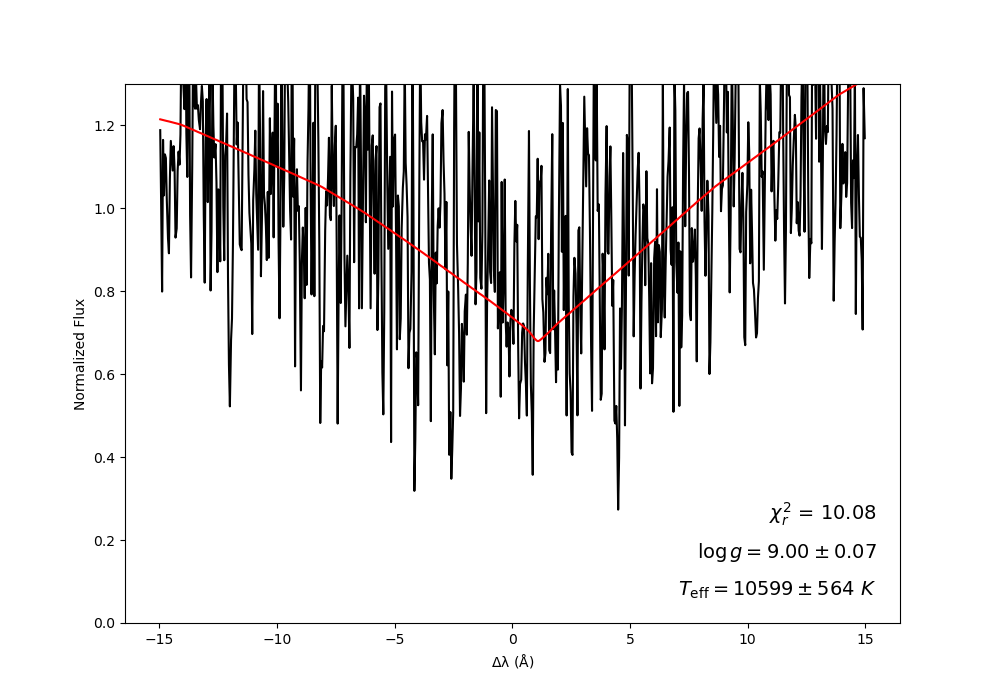 1.2
1.0
0.8
0.6
0.4
0.2
0.0
Normalized Flux
χ²ᵣ = 10.08
log g = 9.00 ± 0.07
T_eff = 10599 ± 564 K
−15 −10 −5 0 5 10 15
Δλ (Å)